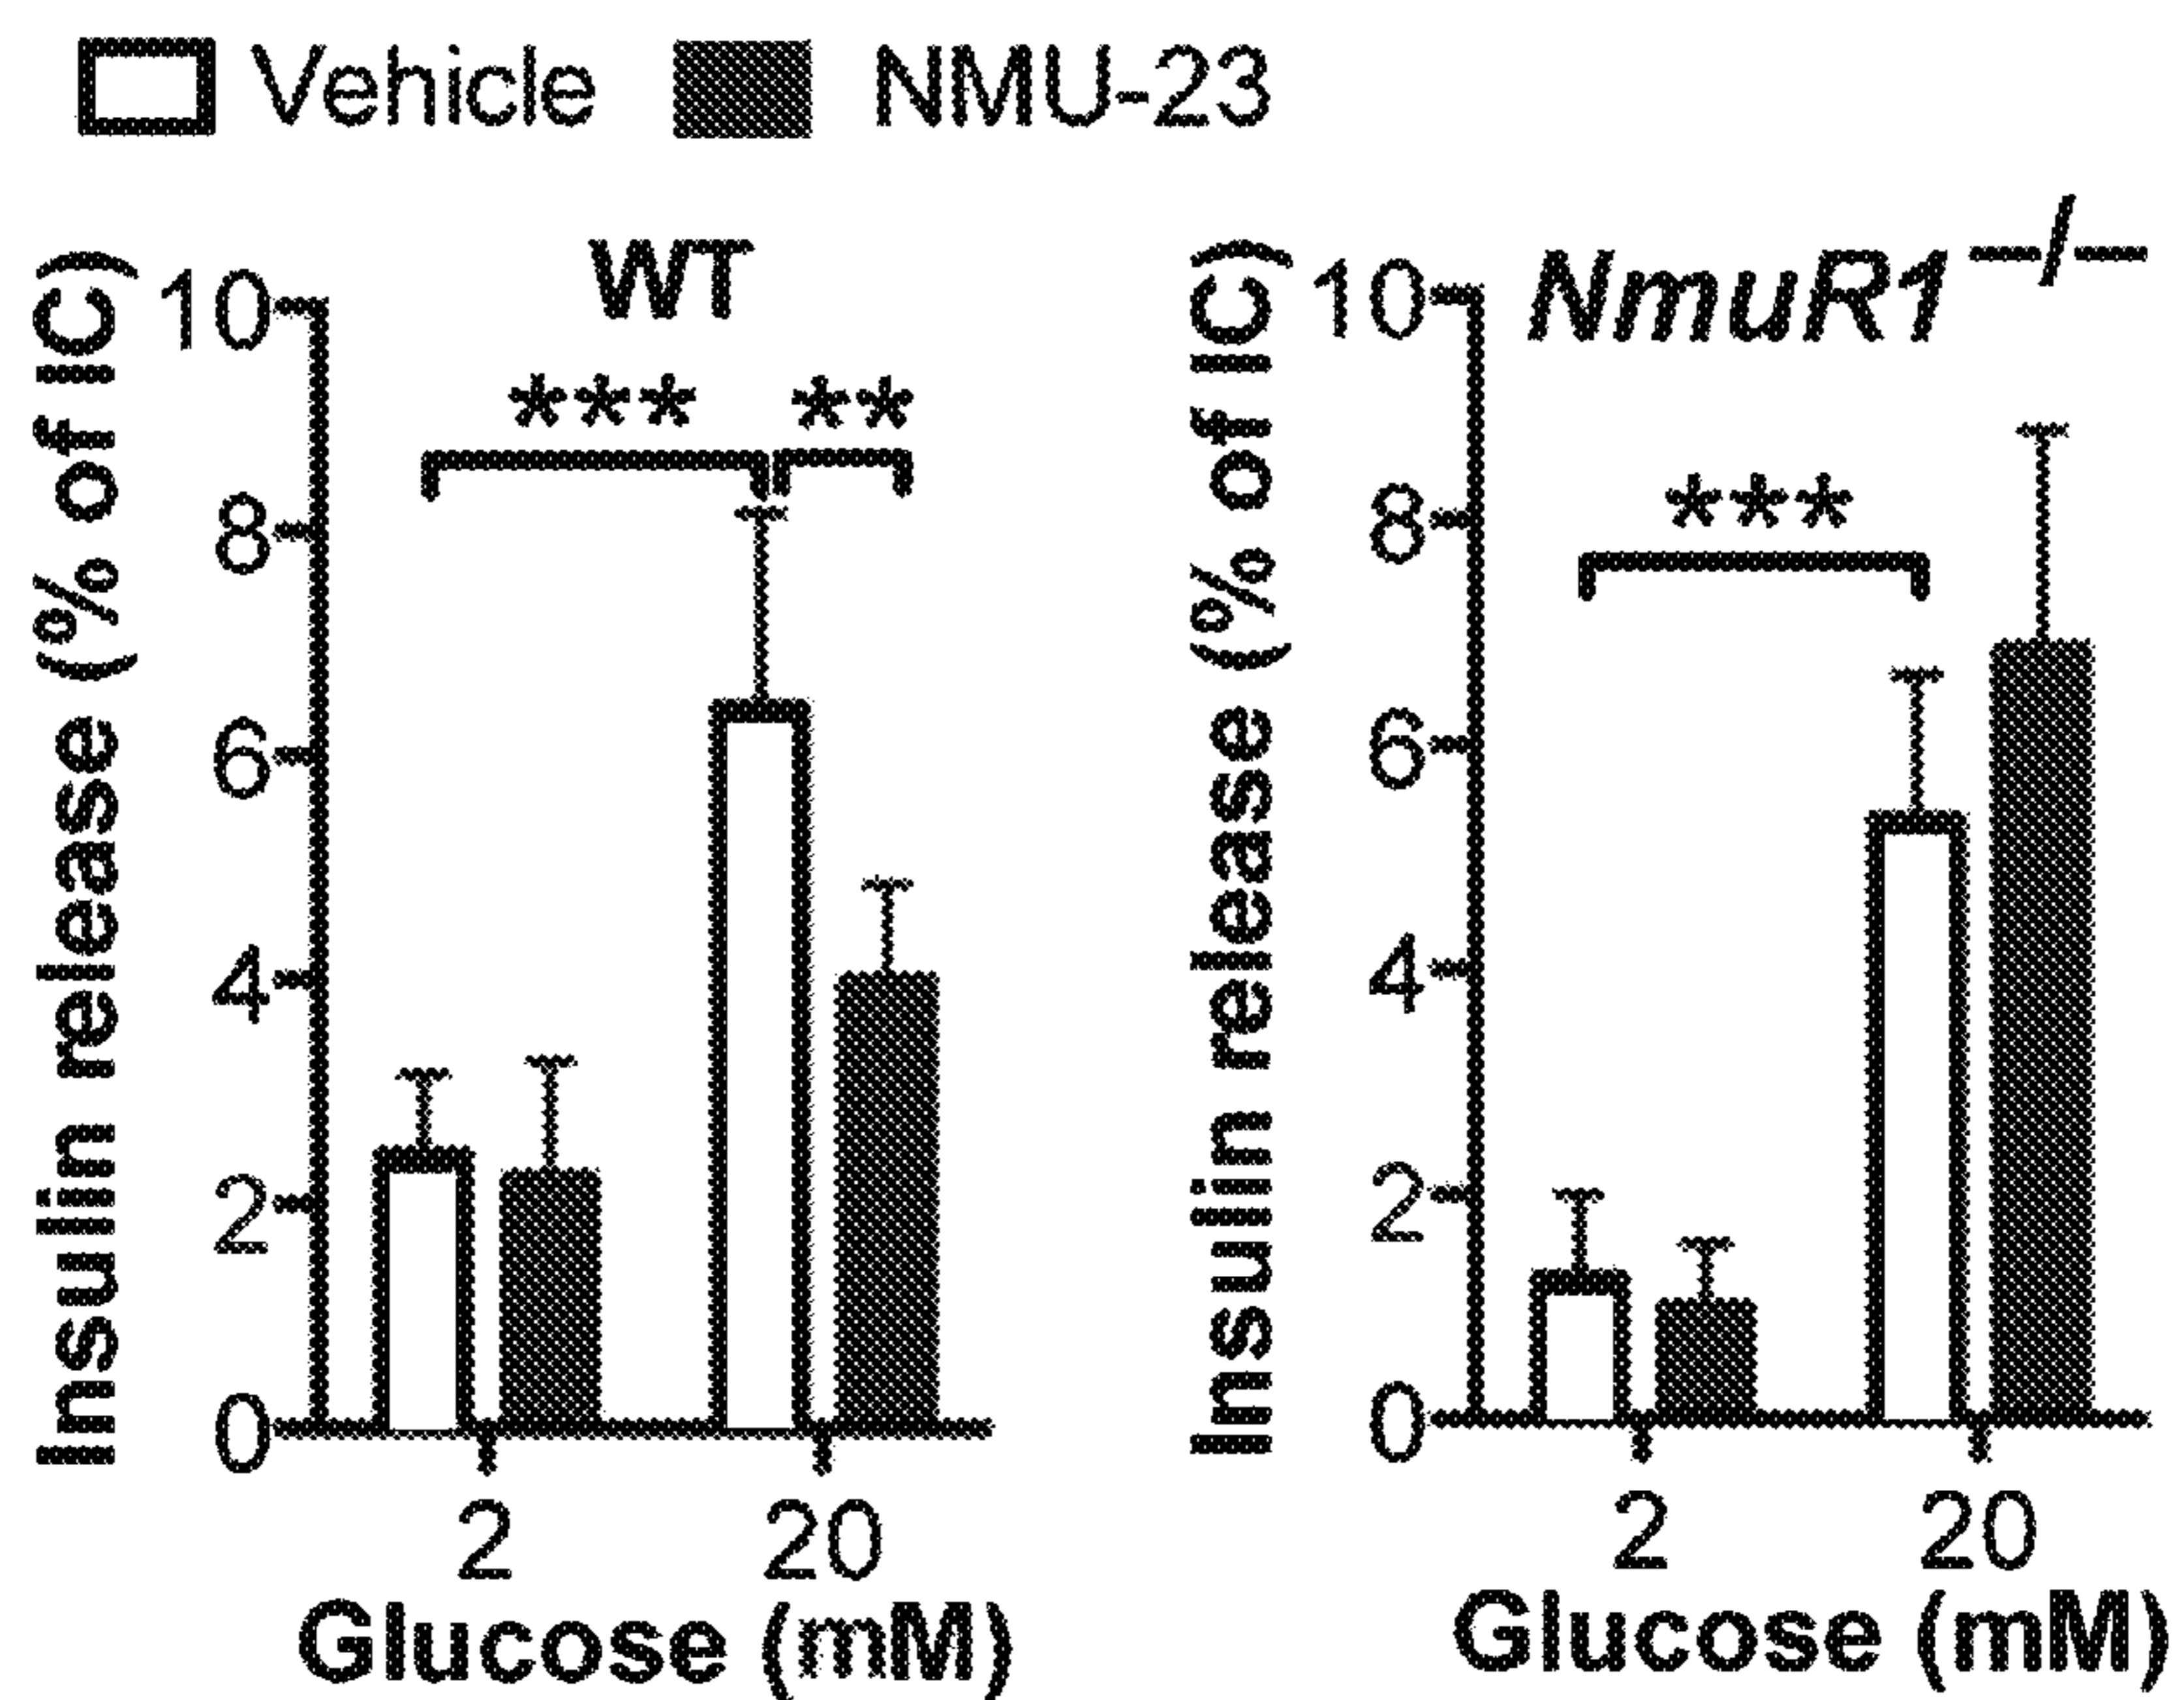 Vehicle NMU-23
WT
Insulin release (% of IC)
10
8
6
4
2
0
***
**
2 20
Glucose (mM)
NmuR1−/−
Insulin release (% of IC)
10
8
6
4
2
0
***
2 20
Glucose (mM)